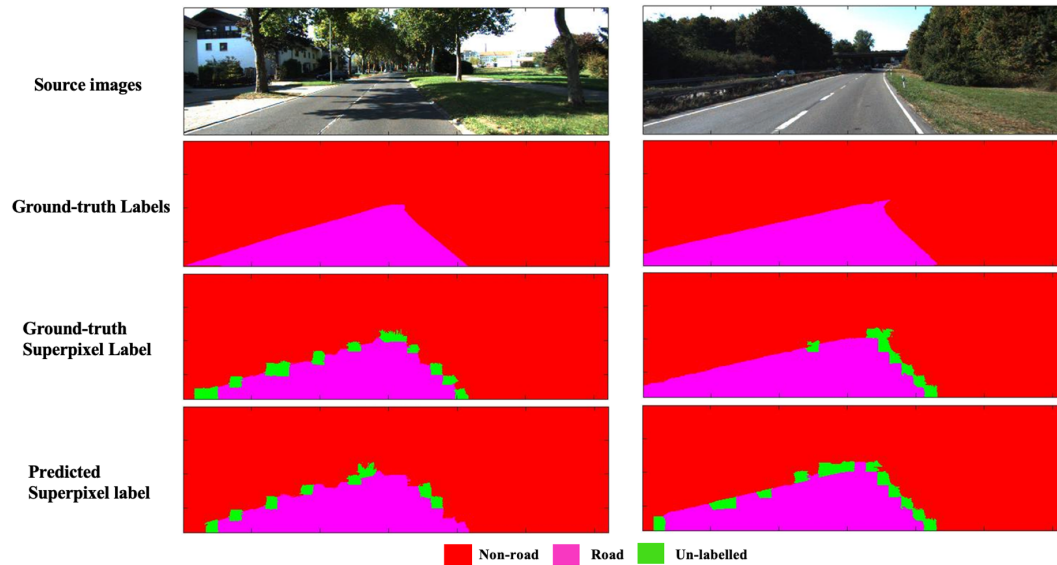 Source images
Ground-truth Labels
Ground-truth
Superpixel Label
Predicted
Superpixel label
Non-road
Road
Un-labelled